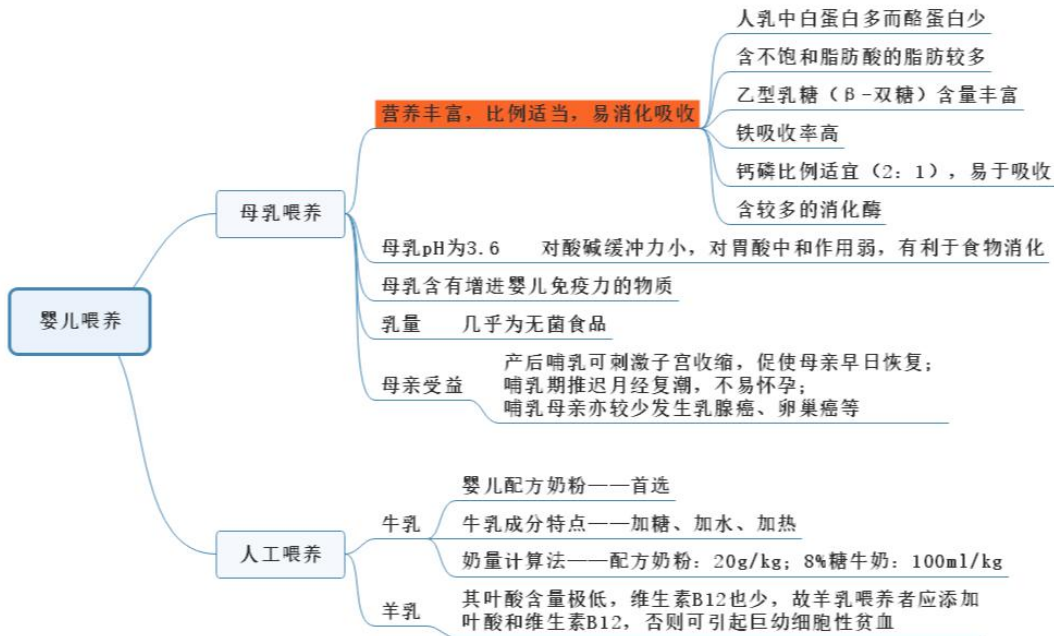 婴儿喂养
母乳喂养
营养丰富，比例适当，易消化吸收
人乳中白蛋白多而酪蛋白少
含不饱和脂肪酸的脂肪较多
乙型乳糖（β-双糖）含量丰富
铁吸收率高
钙磷比例适宜（2：1），易于吸收
含较多的消化酶
母乳pH为3.6　对酸碱缓冲力小，对胃酸中和作用弱，有利于食物消化
母乳含有增进婴儿免疫力的物质
乳量　几乎为无菌食品
母亲受益
产后哺乳可刺激子宫收缩，促使母亲早日恢复；
哺乳期推迟月经复潮，不易怀孕；
哺乳母亲亦较少发生乳腺癌、卵巢癌等
人工喂养
牛乳
婴儿配方奶粉——首选
牛乳成分特点——加糖、加水、加热
奶量计算法——配方奶粉：20g/kg；8%糖牛奶：100ml/kg
羊乳
其叶酸含量极低，维生素B12也少，故羊乳喂养者应添加
叶酸和维生素B12，否则可引起巨幼细胞性贫血